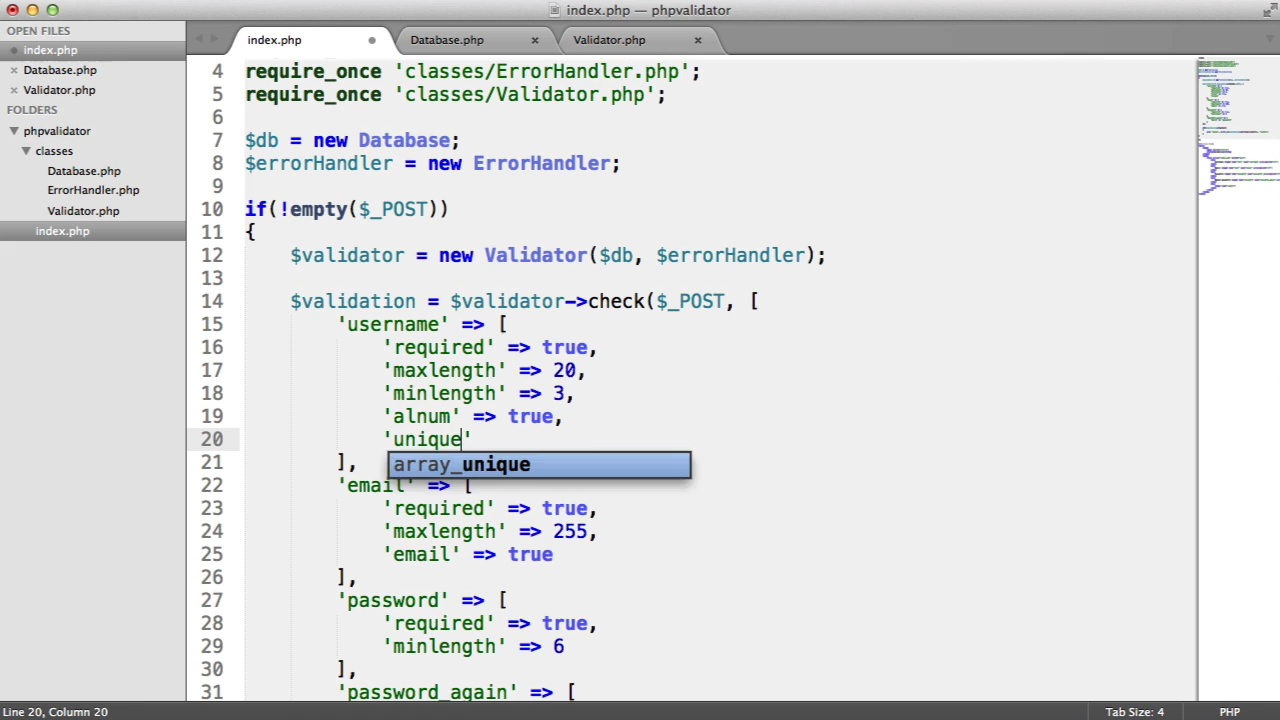 index.php — phpvalidator
OPEN FILES
index.php
Database.php
Validator.php
FOLDERS
phpvalidator
classes
Database.php
ErrorHandler.php
Validator.php
index.php
index.php
Database.php
Validator.php
4 require_once 'classes/ErrorHandler.php';
5 require_once 'classes/Validator.php';
6
7 $db = new Database;
8 $errorHandler = new ErrorHandler;
9
10 if(!empty($_POST))
11 {
12 $validator = new Validator($db, $errorHandler);
13
14 $validation = $validator->check($_POST, [
15 'username' => [
16 'required' => true,
17 'maxlength' => 20,
18 'minlength' => 3,
19 'alnum' => true,
20 'unique'
array_unique
21 ],
22 'email' => [
23 'required' => true,
24 'maxlength' => 255,
25 'email' => true
26 ],
27 'password' => [
28 'required' => true,
29 'minlength' => 6
30 ],
31 'password_again' => [
Line 20, Column 20
Tab Size: 4
PHP